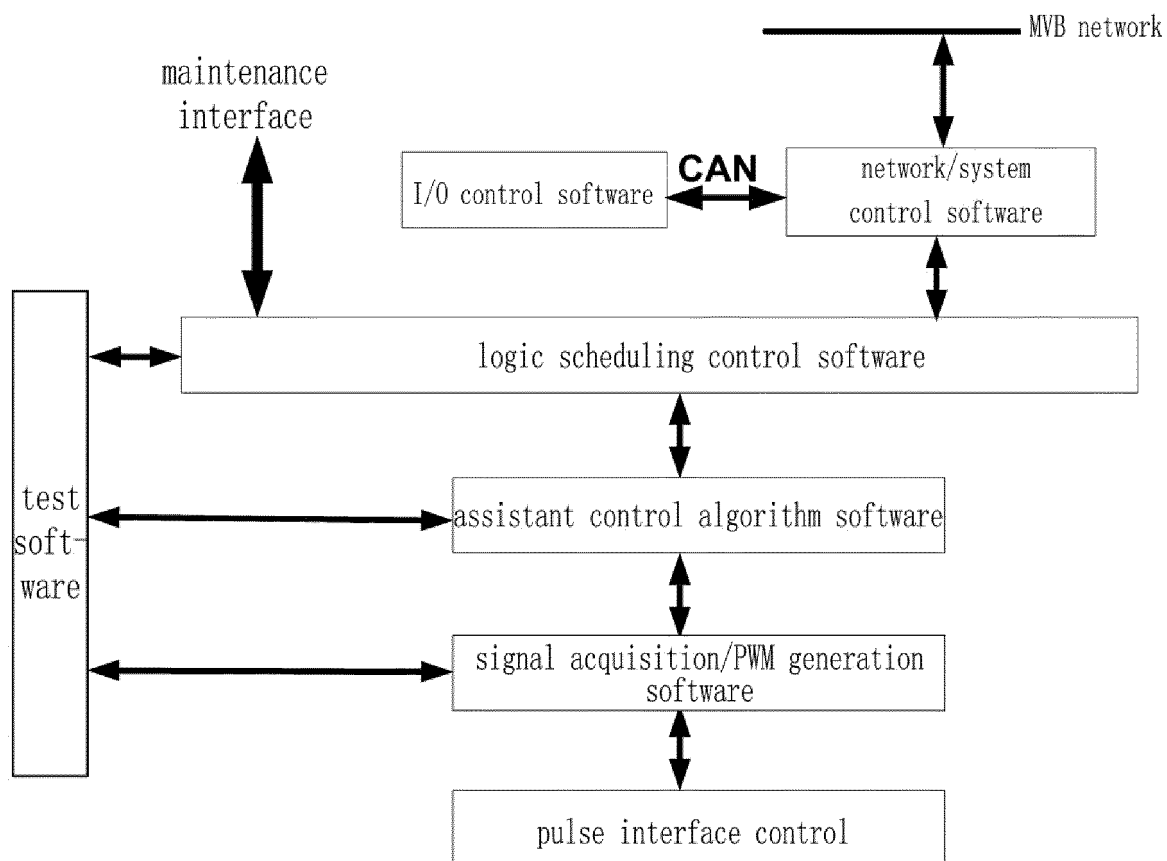 MVB network
maintenance
interface
CAN
I/O control software
network/system
control software
logic scheduling control software
test
soft-
ware
assistant control algorithm software
signal acquisition/PWM generation
software
pulse interface control